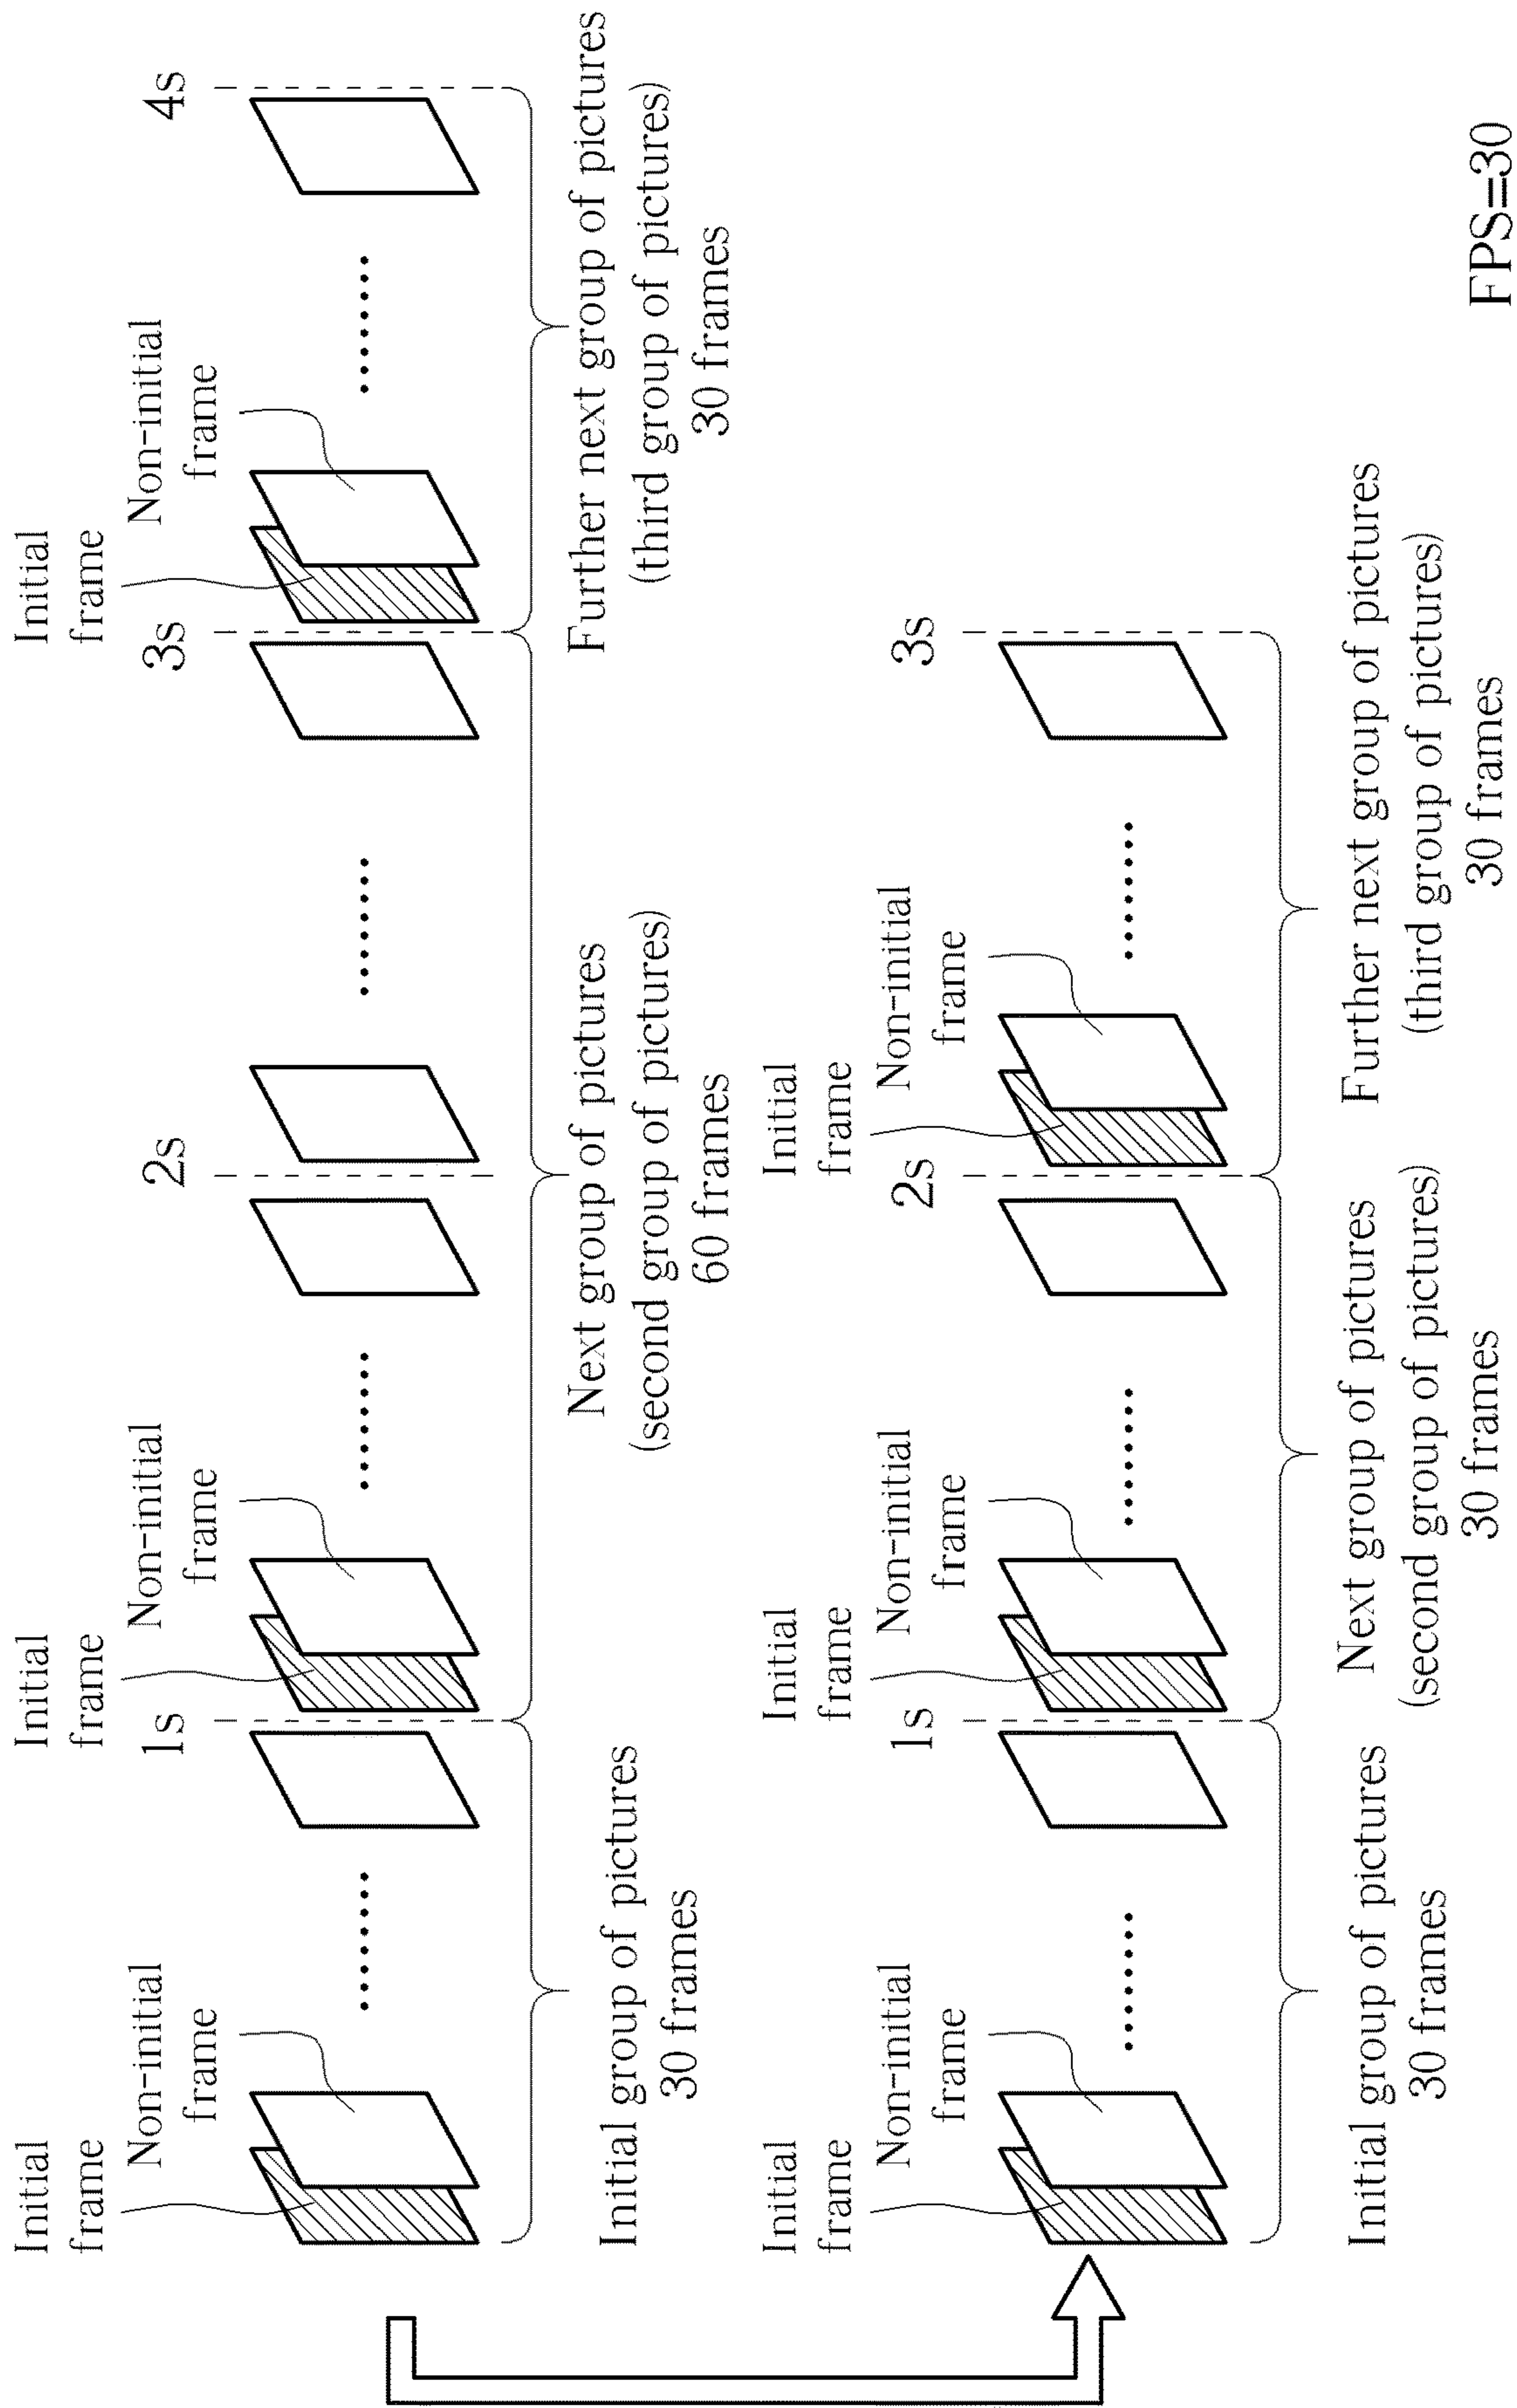 Initial
frame
Non-initial
frame
1s
Initial
frame
Non-initial
frame
2s
3s
Initial
frame
Non-initial
frame
4s
Initial group of pictures
30 frames
Next group of pictures
(second group of pictures)
60 frames
Further next group of pictures
(third group of pictures)
30 frames
Initial
frame
Non-initial
frame
1s
Initial
frame
Non-initial
frame
2s
Initial
frame
Non-initial
frame
3s
Initial group of pictures
30 frames
Next group of pictures
(second group of pictures)
30 frames
Further next group of pictures
(third group of pictures)
30 frames
FPS=30